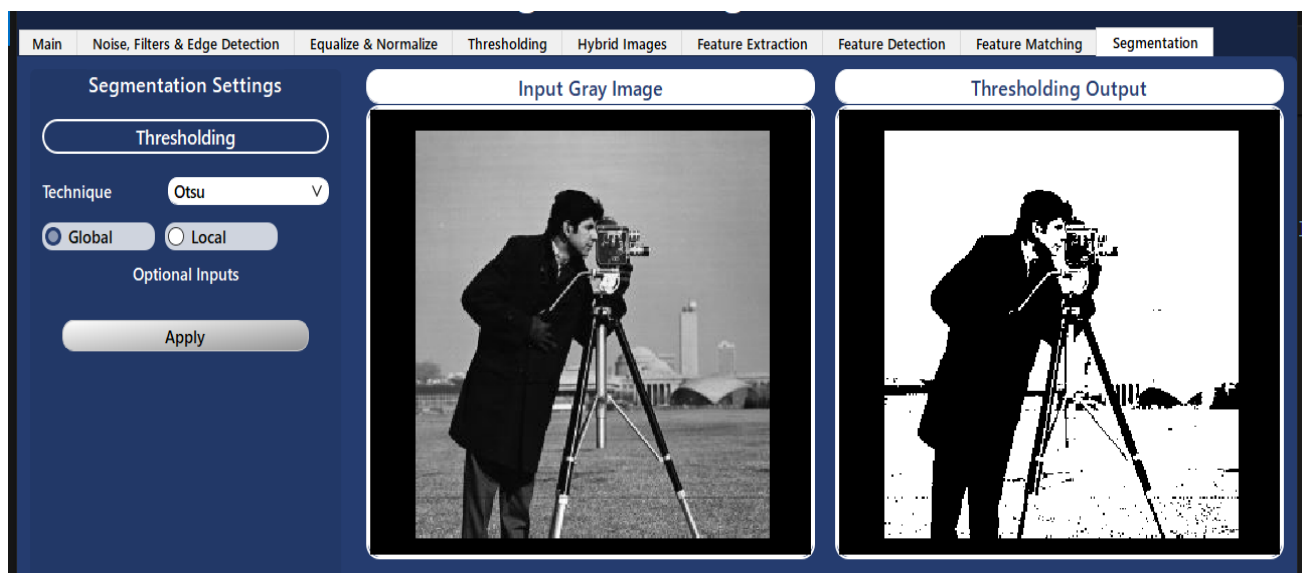 Main Noise, Filters & Edge Detection Equalize & Normalize Thresholding Hybrid Images Feature Extraction Feature Detection Feature Matching Segmentation
Segmentation Settings
Thresholding
Technique Otsu
Global Local
Optional Inputs
Apply
Input Gray Image
Thresholding Output